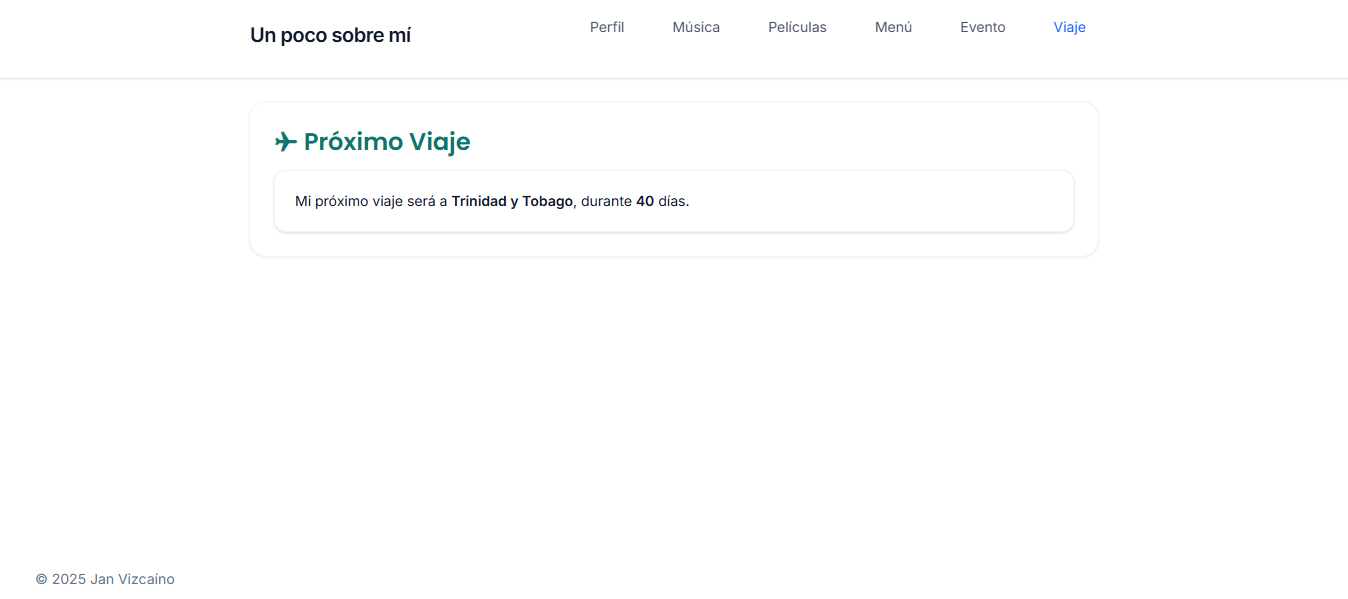 Un poco sobre mí
Perfil Música Películas Menú Evento Viaje
✈ Próximo Viaje
Mi próximo viaje será a Trinidad y Tobago, durante 40 días.
© 2025 Jan Vizcaíno